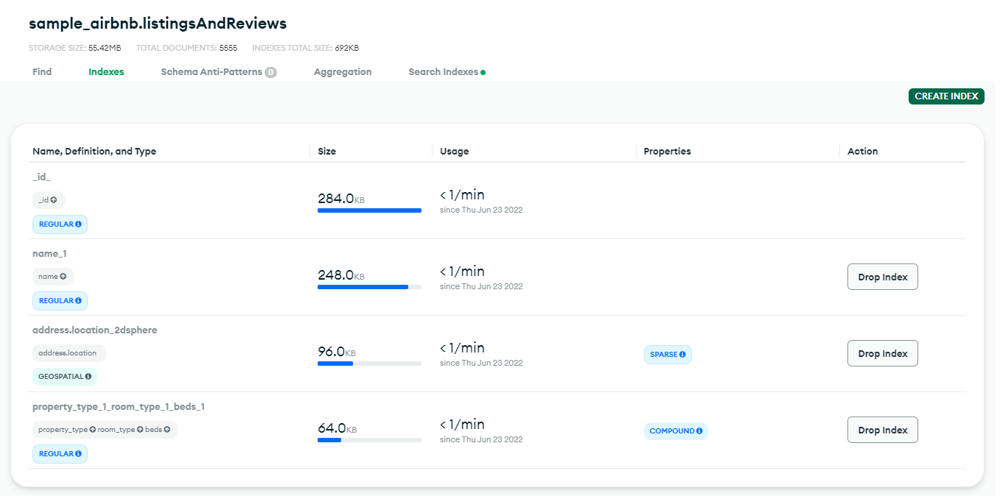 sample_airbnb.listingsAndReviews
STORAGE SIZE: 55.42MB TOTAL DOCUMENTS: 5555 INDEXES TOTAL SIZE: 692KB
Find Indexes Schema Anti-Patterns 0 Aggregation Search Indexes
CREATE INDEX
Name, Definition, and Type Size Usage Properties Action
_id_
_id
REGULAR
284.0KB
< 1/min
since Thu Jun 23 2022
name_1
name
REGULAR
248.0KB
< 1/min
since Thu Jun 23 2022
Drop Index
address.location_2dsphere
address.location
GEOSPATIAL
96.0KB
< 1/min
since Thu Jun 23 2022
SPARSE
Drop Index
property_type_1_room_type_1_beds_1
property_type room_type beds
REGULAR
64.0KB
< 1/min
since Thu Jun 23 2022
COMPOUND
Drop Index